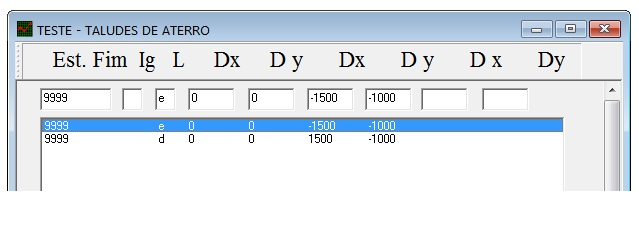 TESTE - TALUDES DE ATERRO
Est. Fim Ig L Dx D y Dx D y D x Dy
9999 e 0 0 -1500 -1000
9999 e 0 0 -1500 -1000
9999 d 0 0 1500 -1000